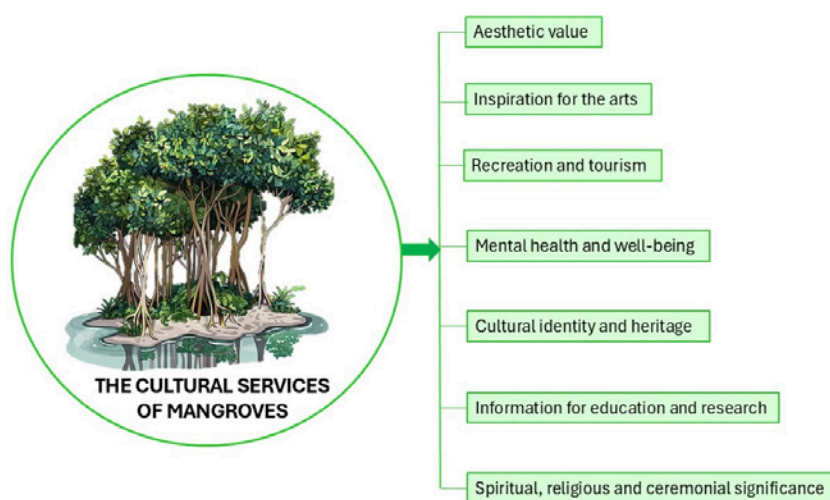 Aesthetic value
Inspiration for the arts
Recreation and tourism
Mental health and well-being
Cultural identity and heritage
Information for education and research
Spiritual, religious and ceremonial significance
THE CULTURAL SERVICES
OF MANGROVES